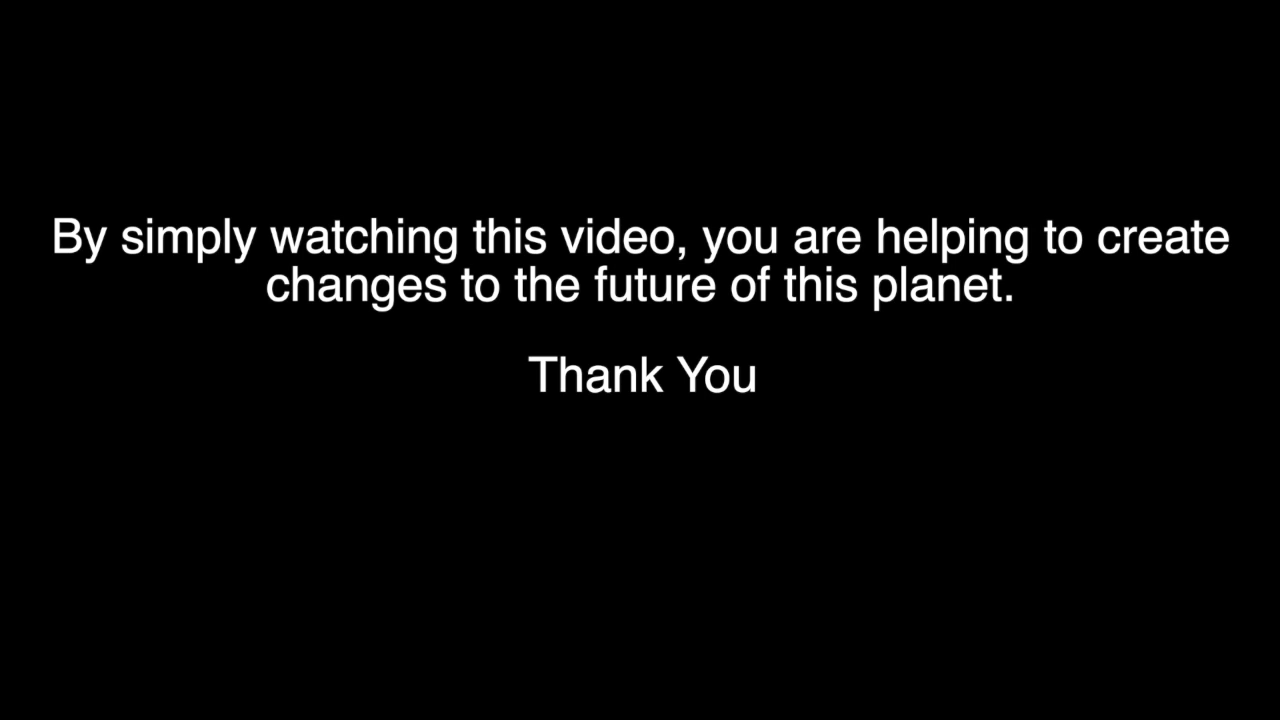 By simply watching this video, you are helping to create
changes to the future of this planet.
Thank You